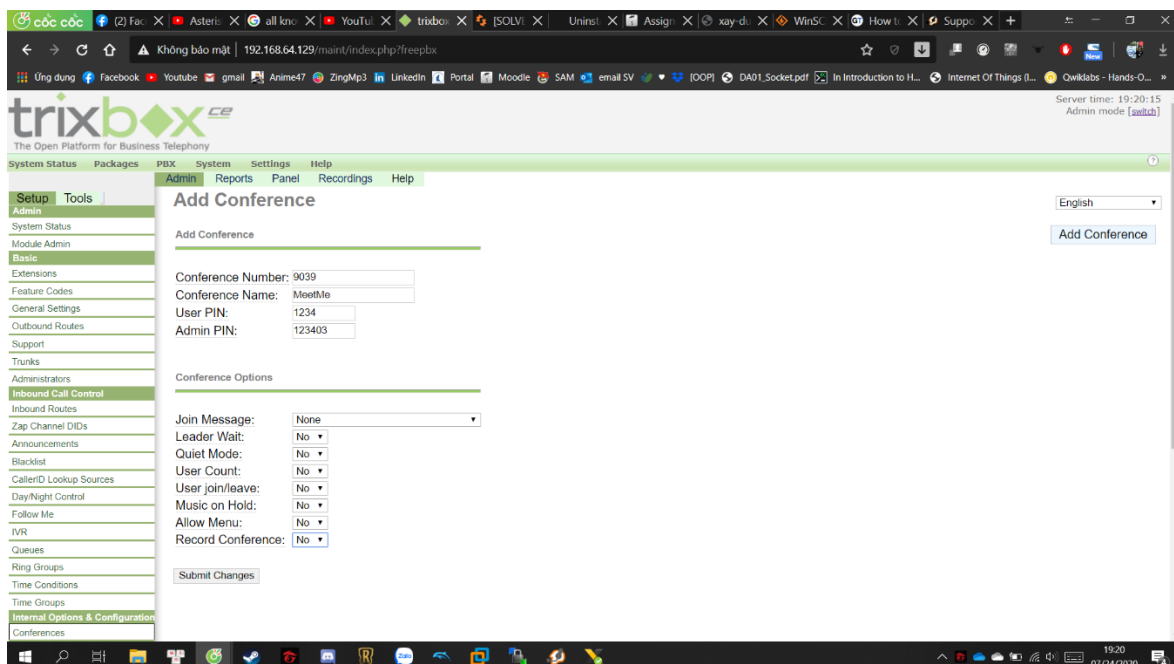 cốc cốc (2) Fac Asteris all kno YouTu trixbox [SOLVE Uninst Assign xay-du WinSC How to Suppo
Không bảo mật 192.168.64.129/maint/index.php?freepbx
Ứng dụng Facebook Youtube gmail Anime47 ZingMp3 LinkedIn Portal Moodle SAM email SV [OOP] DA01_Socket.pdf In Introduction to H... Internet Of Things (I... Qwiklabs - Hands-O... »
New
trixbox CE
The Open Platform for Business Telephony
Server time: 19:20:15
Admin mode [switch]
System Status Packages PBX System Settings Help
Admin Reports Panel Recordings Help
Setup Tools
Admin
System Status
Module Admin
Basic
Extensions
Feature Codes
General Settings
Outbound Routes
Support
Trunks
Administrators
Inbound Call Control
Inbound Routes
Zap Channel DIDs
Announcements
Blacklist
CallerID Lookup Sources
Day/Night Control
Follow Me
IVR
Queues
Ring Groups
Time Conditions
Time Groups
Internal Options & Configuration
Conferences
Add Conference
English
Add Conference
Add Conference
Conference Number: 9039
Conference Name: MeetMe
User PIN: 1234
Admin PIN: 123403
Conference Options
Join Message: None
Leader Wait: No
Quiet Mode: No
User Count: No
User join/leave: No
Music on Hold: No
Allow Menu: No
Record Conference: No
Submit Changes
Zalo
19:20
07/24/2020